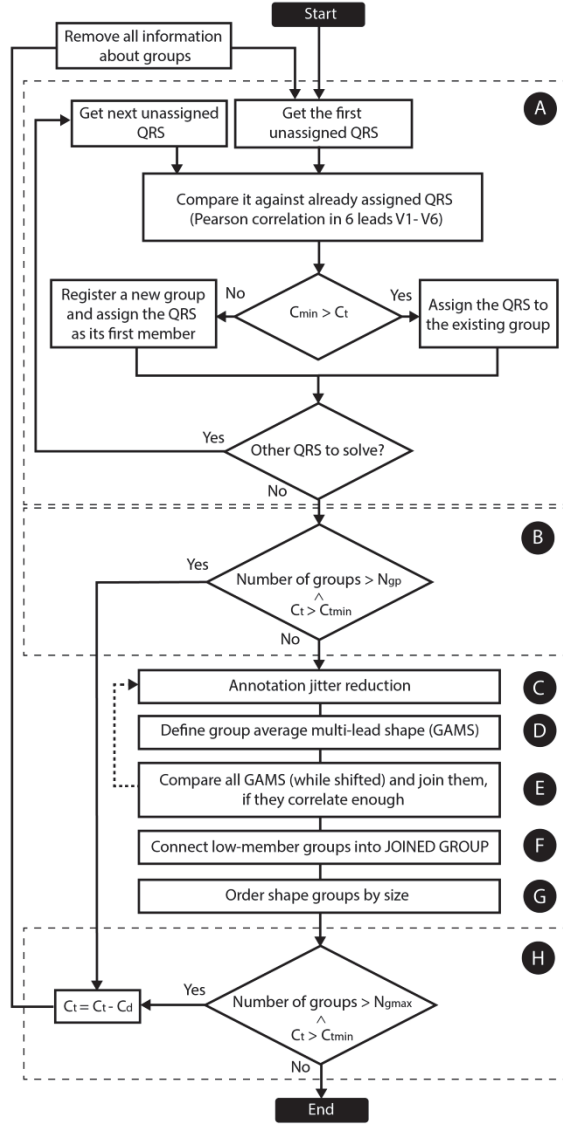 Start
Remove all information
about groups
A
Get next unassigned
QRS
Get the first
unassigned QRS
Compare it against already assigned QRS
(Pearson correlation in 6 leads V1- V6)
Register a new group
and assign the QRS
as its first member
No
Cmin > Ct
Yes
Assign the QRS to
the existing group
Yes
Other QRS to solve?
No
B
Yes
Number of groups > Ngp
^
Ct > Ctmin
No
Annotation jitter reduction
C
Define group average multi-lead shape (GAMS)
D
Compare all GAMS (while shifted) and join them,
if they correlate enough
E
Connect low-member groups into JOINED GROUP
F
Order shape groups by size
G
H
Ct = Ct - Cd
Yes
Number of groups > Ngmax
^
Ct > Ctmin
No
End